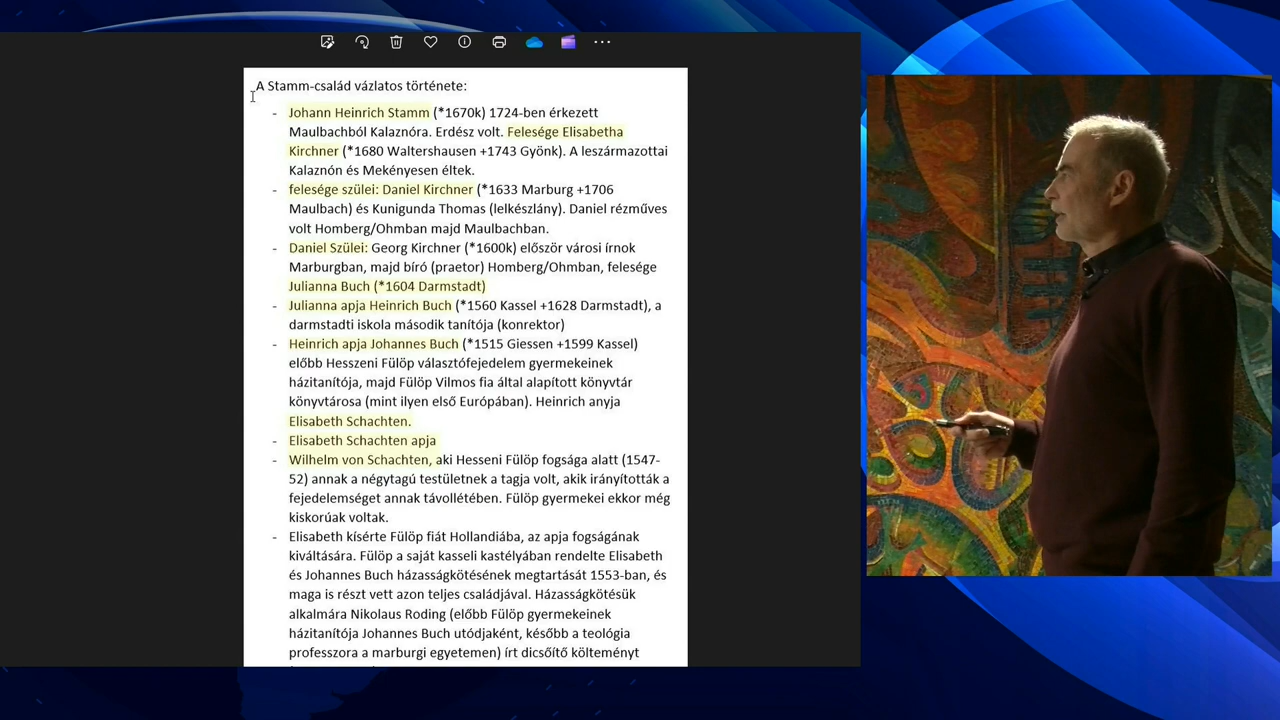 A Stamm-család vázlatos története:
- Johann Heinrich Stamm (*1670k) 1724-ben érkezett
Maulbachból Kalaznóra. Erdész volt. Felesége Elisabetha
Kirchner (*1680 Waltershausen +1743 Gyönk). A leszármazottai
Kalaznón és Mekényesen éltek.
- felesége szülei: Daniel Kirchner (*1633 Marburg +1706
Maulbach) és Kunigunda Thomas (lelkészlány). Daniel rézműves
volt Homberg/Ohmban majd Maulbachban.
- Daniel Szülei: Georg Kirchner (*1600k) először városi írnok
Marburgban, majd bíró (praetor) Homberg/Ohmban, felesége
Julianna Buch (*1604 Darmstadt)
- Julianna apja Heinrich Buch (*1560 Kassel +1628 Darmstadt), a
darmstadti iskola második tanítója (konrektor)
- Heinrich apja Johannes Buch (*1515 Giessen +1599 Kassel)
előbb Hesszeni Fülöp választófejedelem gyermekeinek
házitanítója, majd Fülöp Vilmos fia által alapított könyvtár
könyvtárosa (mint ilyen első Európában). Heinrich anyja
Elisabeth Schachten.
- Elisabeth Schachten apja
- Wilhelm von Schachten, aki Hesseni Fülöp fogsága alatt (1547-
52) annak a négytagú testületnek a tagja volt, akik irányították a
fejedelemséget annak távollétében. Fülöp gyermekei ekkor még
kiskorúak voltak.
- Elisabeth kísérte Fülöp fiát Hollandiába, az apja fogságának
kiváltására. Fülöp a saját kasseli kastélyában rendelte Elisabeth
és Johannes Buch házasságkötésének megtartását 1553-ban, és
maga is részt vett azon teljes családjával. Házasságkötésük
alkalmára Nikolaus Roding (előbb Fülöp gyermekeinek
házitanítója Johannes Buch utódjaként, később a teológia
professzora a marburgi egyetemen) írt dicsőítő költeményt